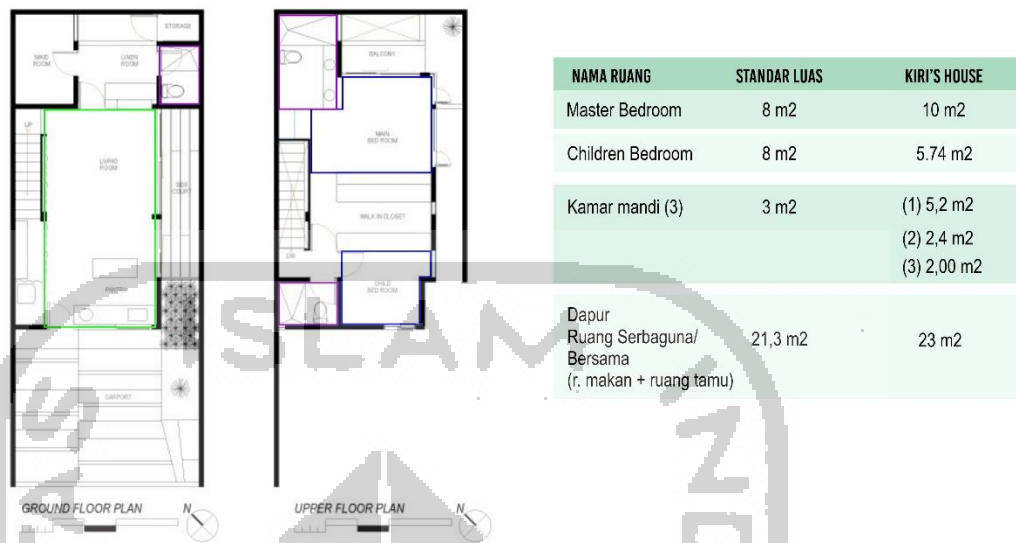 STORAGE
MAID
ROOM
LINEN
ROOM
UP
LIVING
ROOM
SIDE
COURT
PANTRY
CARPORT
GROUND FLOOR PLAN
N
BALCONY
MAIN
BED ROOM
WALK IN CLOSET
DN
CHILD
BED ROOM
UPPER FLOOR PLAN
N
NAMA RUANG STANDAR LUAS KIRI'S HOUSE
Master Bedroom 8 m2 10 m2
Children Bedroom 8 m2 5.74 m2
Kamar mandi (3) 3 m2 (1) 5,2 m2
(2) 2,4 m2
(3) 2,00 m2
Dapur
Ruang Serbaguna/ 21,3 m2 23 m2
Bersama
(r. makan + ruang tamu)
SLAM
AS
IND